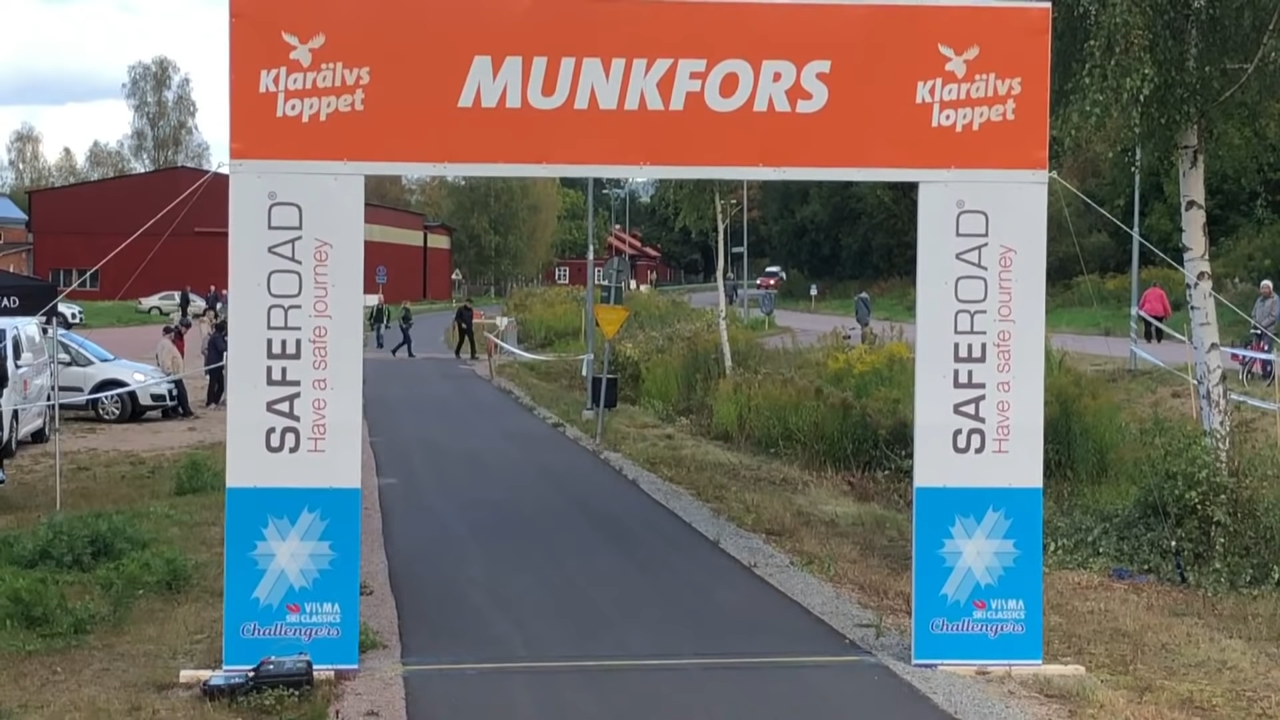 Klarälvs
loppet
MUNKFORS
Klarälvs
loppet
SAFEROAD®
Have a safe journey
SAFEROAD®
Have a safe journey
VISMA
SKI CLASSICS
Challengers
VISMA
SKI CLASSICS
Challengers